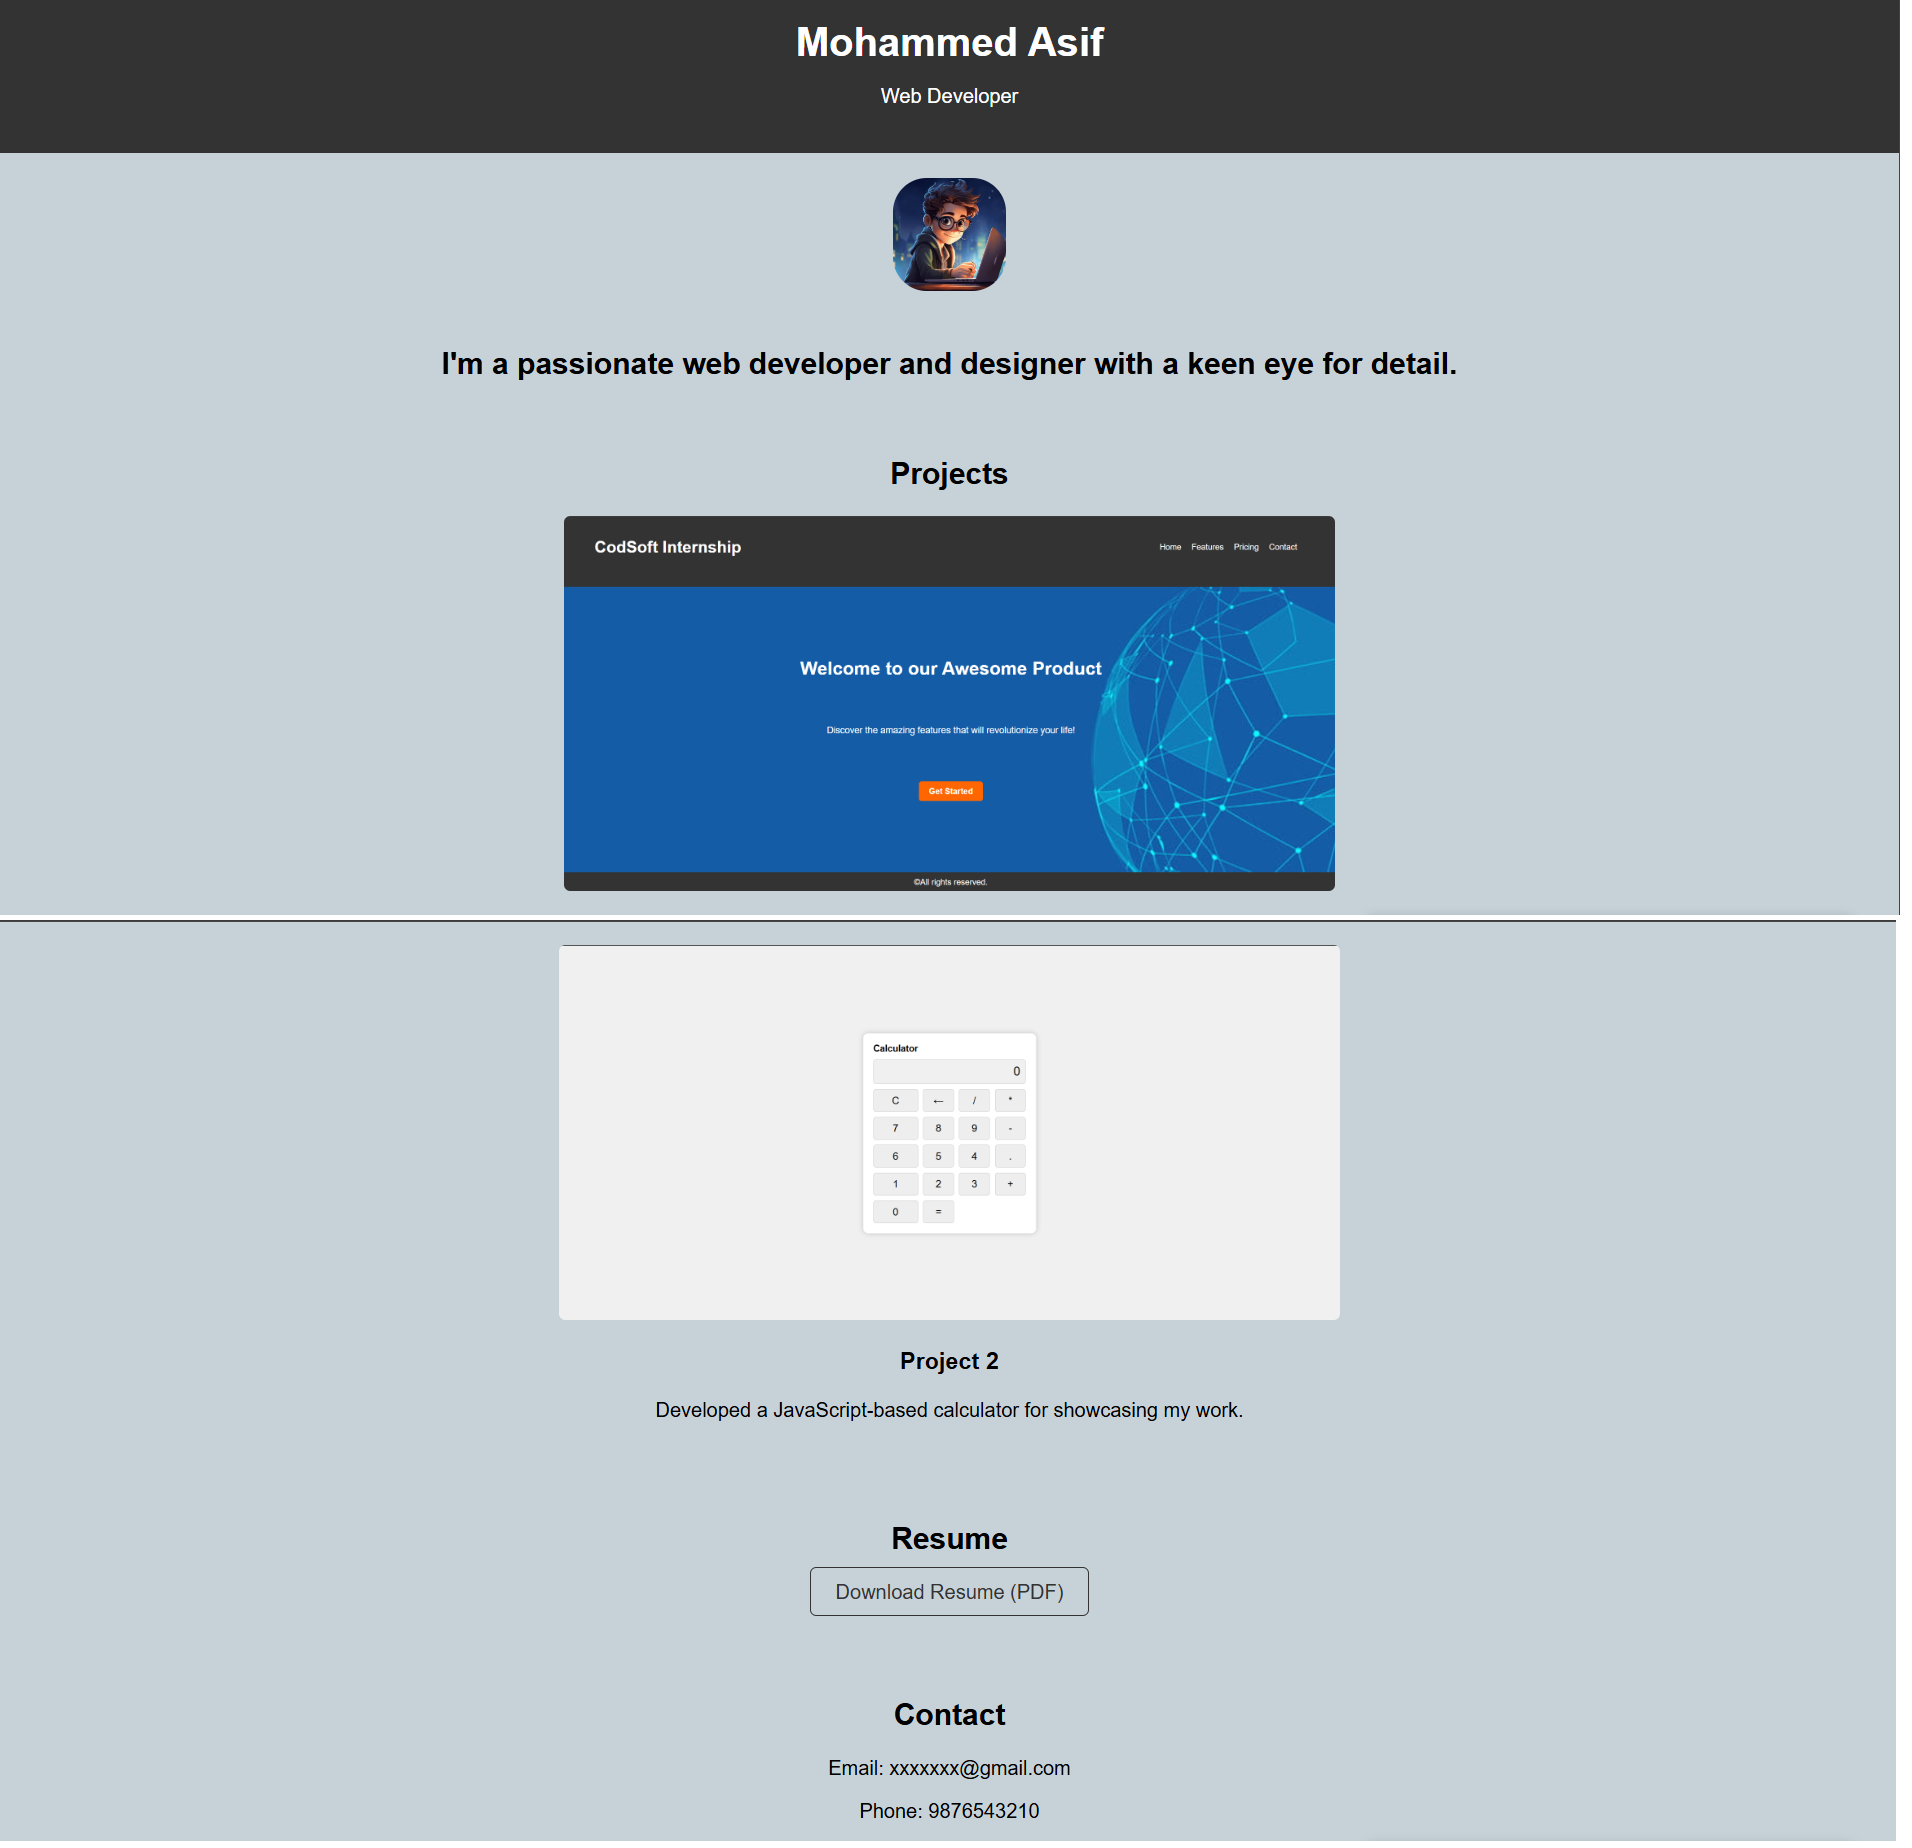 Mohammed Asif
Web Developer
I'm a passionate web developer and designer with a keen eye for detail.
Projects
CodSoft Internship
Home Features Pricing Contact
Welcome to our Awesome Product
Discover the amazing features that will revolutionize your life!
Get Started
©All rights reserved.
Calculator
0
C ← / *
7 8 9 -
6 5 4 .
1 2 3 +
0 =
Project 2
Developed a JavaScript-based calculator for showcasing my work.
Resume
Download Resume (PDF)
Contact
Email: xxxxxxx@gmail.com
Phone: 9876543210